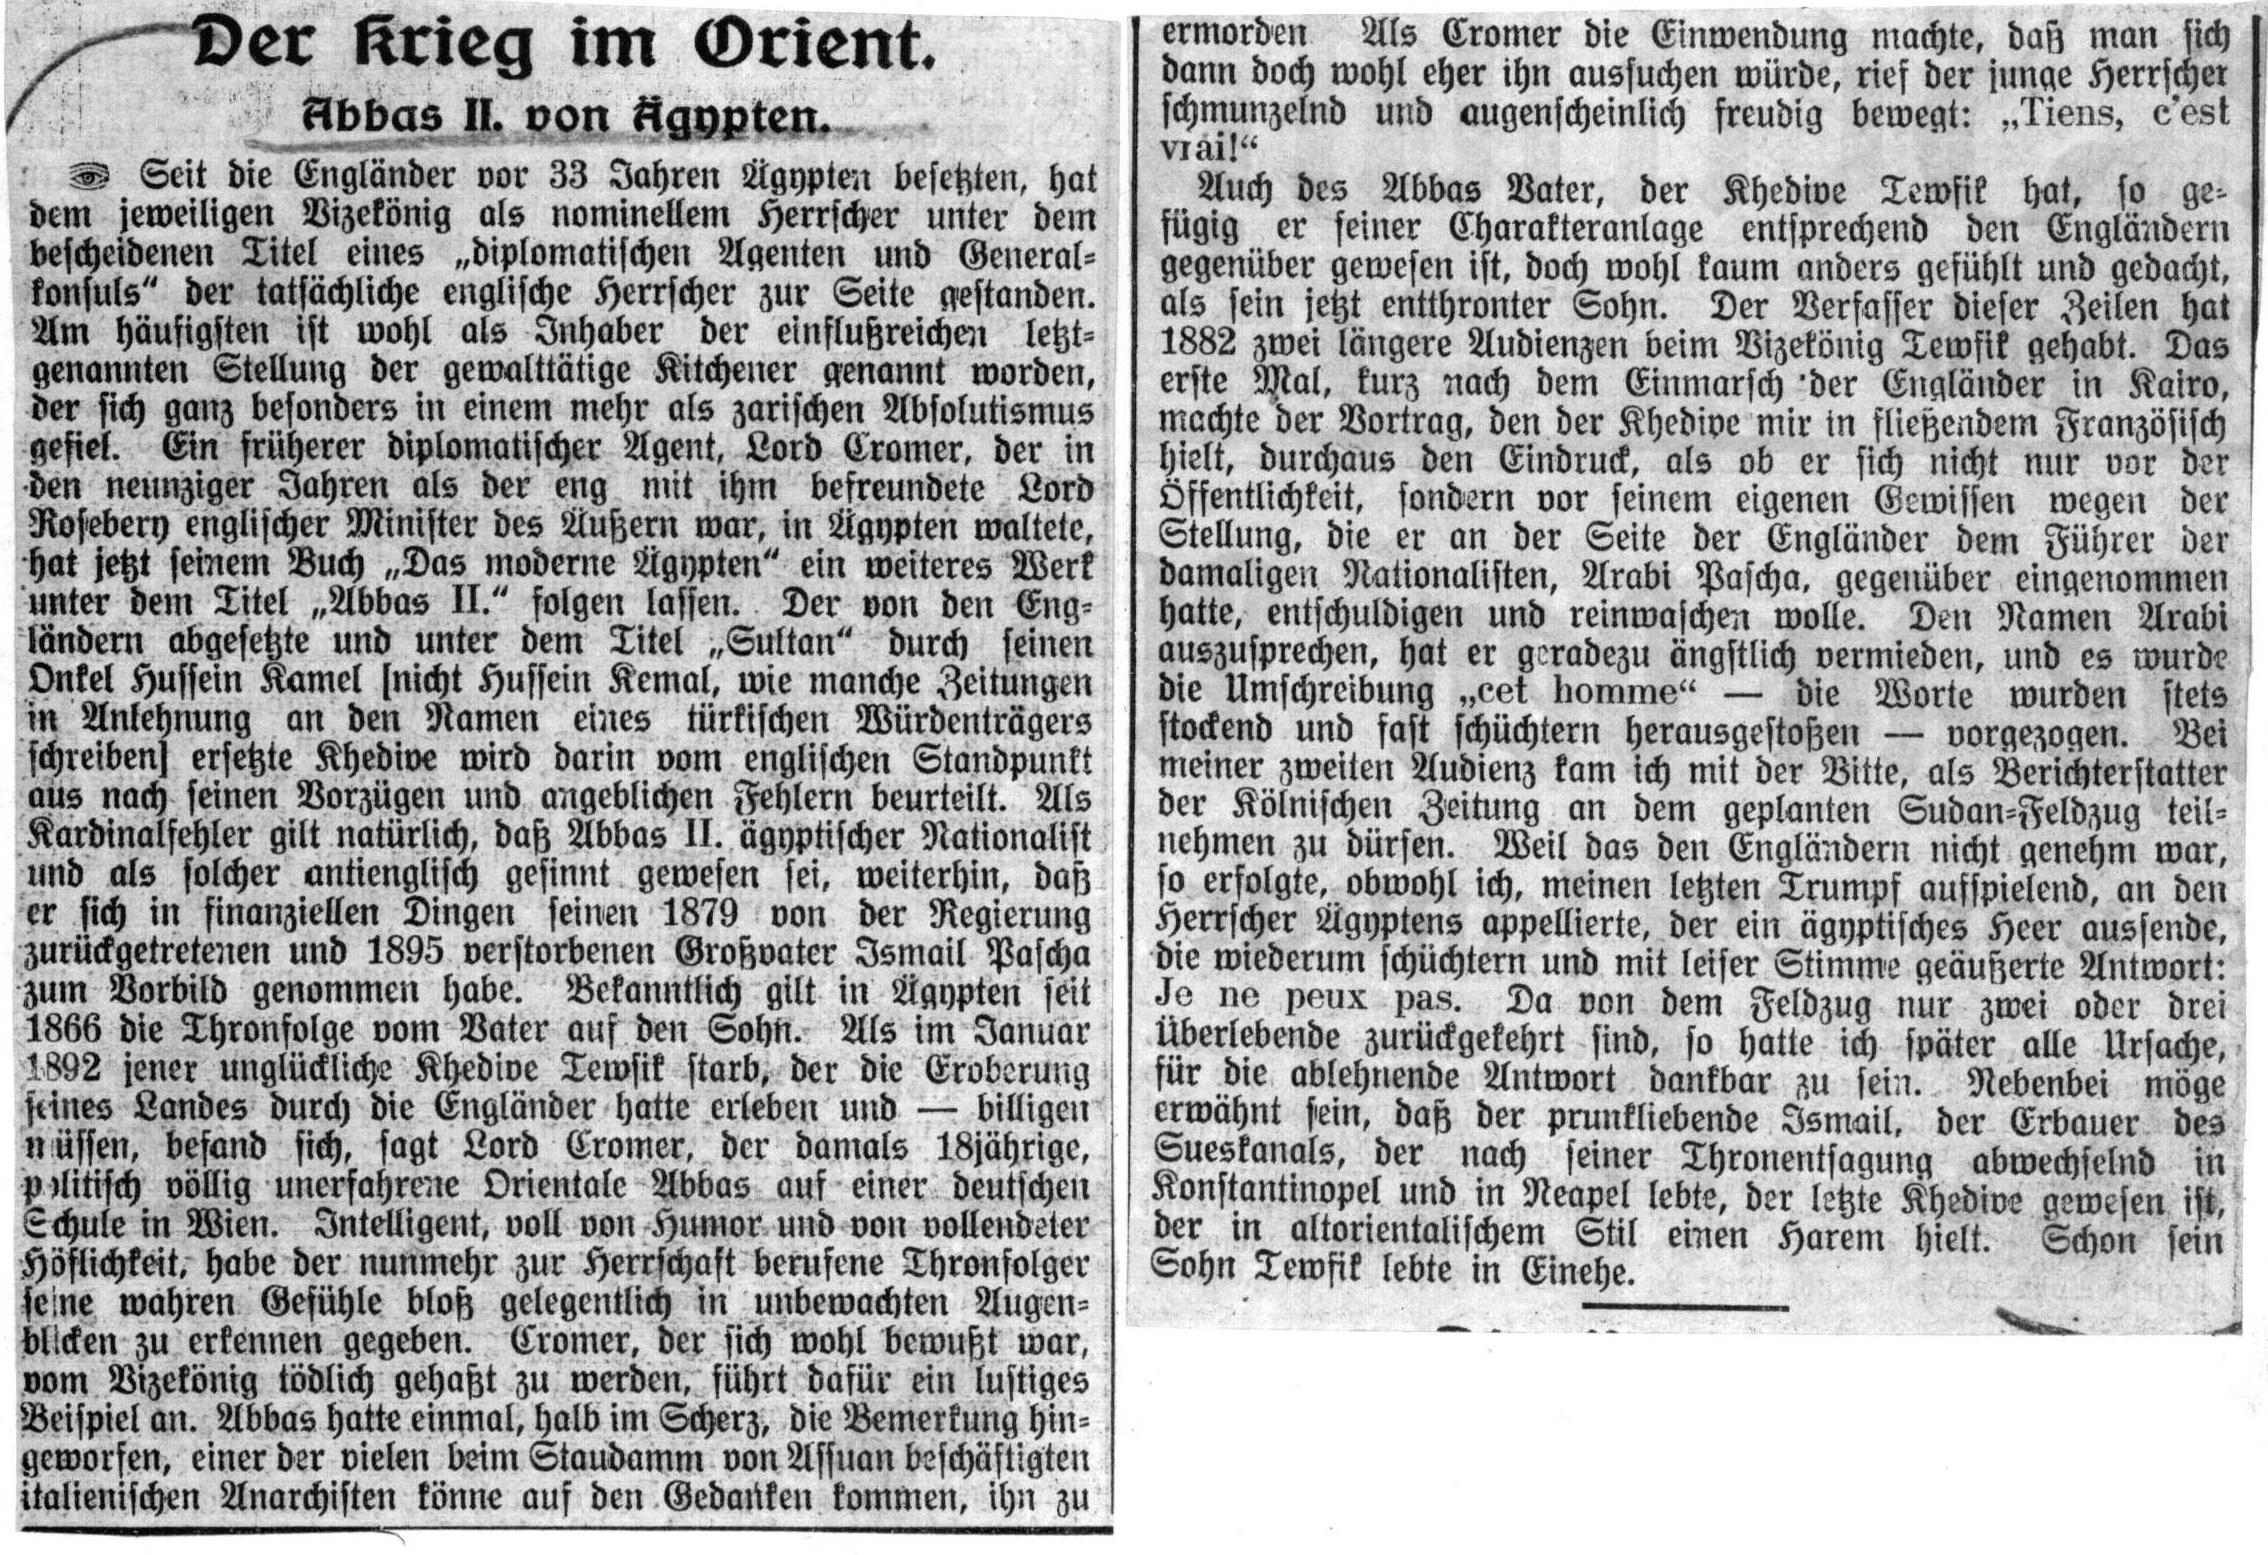 Der Krieg im Orient.
Abbas II. von Ägypten.
Seit die Engländer vor 33 Jahren Ägypten besetzten, hat
dem jeweiligen Vizekönig als nominellem Herrscher unter dem
bescheidenen Titel eines „diplomatischen Agenten und General-
konsuls“ der tatsächliche englische Herrscher zur Seite gestanden.
Am häufigsten ist wohl als Inhaber der einflußreichen letzt-
genannten Stellung der gewalttätige Kitchener genannt worden,
der sich ganz besonders in einem mehr als zarischen Absolutismus
gefiel. Ein früherer diplomatischer Agent, Lord Cromer, der in
den neunziger Jahren als der eng mit ihm befreundete Lord
Rosebery englischer Minister des Äußern war, in Ägypten waltete,
hat jetzt seinem Buch „Das moderne Ägypten“ ein weiteres Werk
unter dem Titel „Abbas II.“ folgen lassen. Der von den Eng-
ländern abgesetzte und unter dem Titel „Sultan“ durch seinen
Onkel Hussein Kamel [nicht Hussein Kemal, wie manche Zeitungen
in Anlehnung an den Namen eines türkischen Würdenträgers
schreiben] ersetzte Khedive wird darin vom englischen Standpunkt
aus nach seinen Vorzügen und angeblichen Fehlern beurteilt. Als
Kardinalfehler gilt natürlich, daß Abbas II. ägyptischer Nationalist
und als solcher antienglisch gesinnt gewesen sei, weiterhin, daß
er sich in finanziellen Dingen seinen 1879 von der Regierung
zurückgetretenen und 1895 verstorbenen Großvater Ismail Pascha
zum Vorbild genommen habe. Bekanntlich gilt in Ägypten seit
1866 die Thronfolge vom Vater auf den Sohn. Als im Januar
1892 jener unglückliche Khedive Tewfik starb, der die Eroberung
seines Landes durch die Engländer hatte erleben und — billigen
müssen, befand sich, sagt Lord Cromer, der damals 18jährige,
politisch völlig unerfahrene Orientale Abbas auf einer deutschen
Schule in Wien. Intelligent, voll von Humor und von vollendeter
Höflichkeit, habe der nunmehr zur Herrschaft berufene Thronfolger
seine wahren Gefühle bloß gelegentlich in unbewachten Augen-
blicken zu erkennen gegeben. Cromer, der sich wohl bewußt war,
vom Vizekönig tödlich gehaßt zu werden, führt dafür ein lustiges
Beispiel an. Abbas hatte einmal, halb im Scherz, die Bemerkung hin-
geworfen, einer der vielen beim Staudamm von Assuan beschäftigten
italienischen Anarchisten könne auf den Gedanken kommen, ihn zu
ermorden Als Cromer die Einwendung machte, daß man sich
dann doch wohl eher ihn aussuchen würde, rief der junge Herrscher
schmunzelnd und augenscheinlich freudig bewegt: „Tiens, c'est
vrai!“
Auch des Abbas Vater, der Khedive Tewfik hat, so ge-
fügig er seiner Charakteranlage entsprechend den Engländern
gegenüber gewesen ist, doch wohl kaum anders gefühlt und gedacht,
als sein jetzt entthronter Sohn. Der Verfasser dieser Zeilen hat
1882 zwei längere Audienzen beim Vizekönig Tewfik gehabt. Das
erste Mal, kurz nach dem Einmarsch der Engländer in Kairo,
machte der Vortrag, den der Khedive mir in fließendem Französisch
hielt, durchaus den Eindruck, als ob er sich nicht nur vor der
Öffentlichkeit, sondern vor seinem eigenen Gewissen wegen der
Stellung, die er an der Seite der Engländer dem Führer der
damaligen Nationalisten, Arabi Pascha, gegenüber eingenommen
hatte, entschuldigen und reinwaschen wolle. Den Namen Arabi
auszusprechen, hat er geradezu ängstlich vermieden, und es wurde
die Umschreibung „cet homme“ — die Worte wurden stets
stockend und fast schüchtern herausgestoßen — vorgezogen. Bei
meiner zweiten Audienz kam ich mit der Bitte, als Berichterstatter
der Kölnischen Zeitung an dem geplanten Sudan-Feldzug teil-
nehmen zu dürfen. Weil das den Engländern nicht genehm war,
so erfolgte, obwohl ich, meinen letzten Trumpf aufspielend, an den
Herrscher Ägyptens appellierte, der ein ägyptisches Heer aussende,
die wiederum schüchtern und mit leiser Stimme geäußerte Antwort:
Je ne peux pas. Da von dem Feldzug nur zwei oder drei
Überlebende zurückgekehrt sind, so hatte ich später alle Ursache,
für die ablehnende Antwort dankbar zu sein. Nebenbei möge
erwähnt sein, daß der prunkliebende Ismail, der Erbauer des
Sueskanals, der nach seiner Thronentsagung abwechselnd in
Konstantinopel und in Neapel lebte, der letzte Khedive gewesen ist,
der in altorientalischem Stil einen Harem hielt. Schon sein
Sohn Tewfik lebte in Einehe.